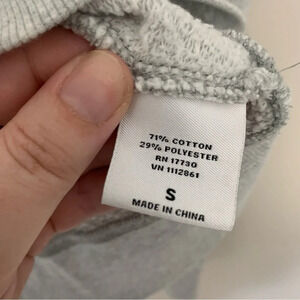 71% COTTON
29% POLYESTER
RN 17730
VN 1112861
S
MADE IN CHINA